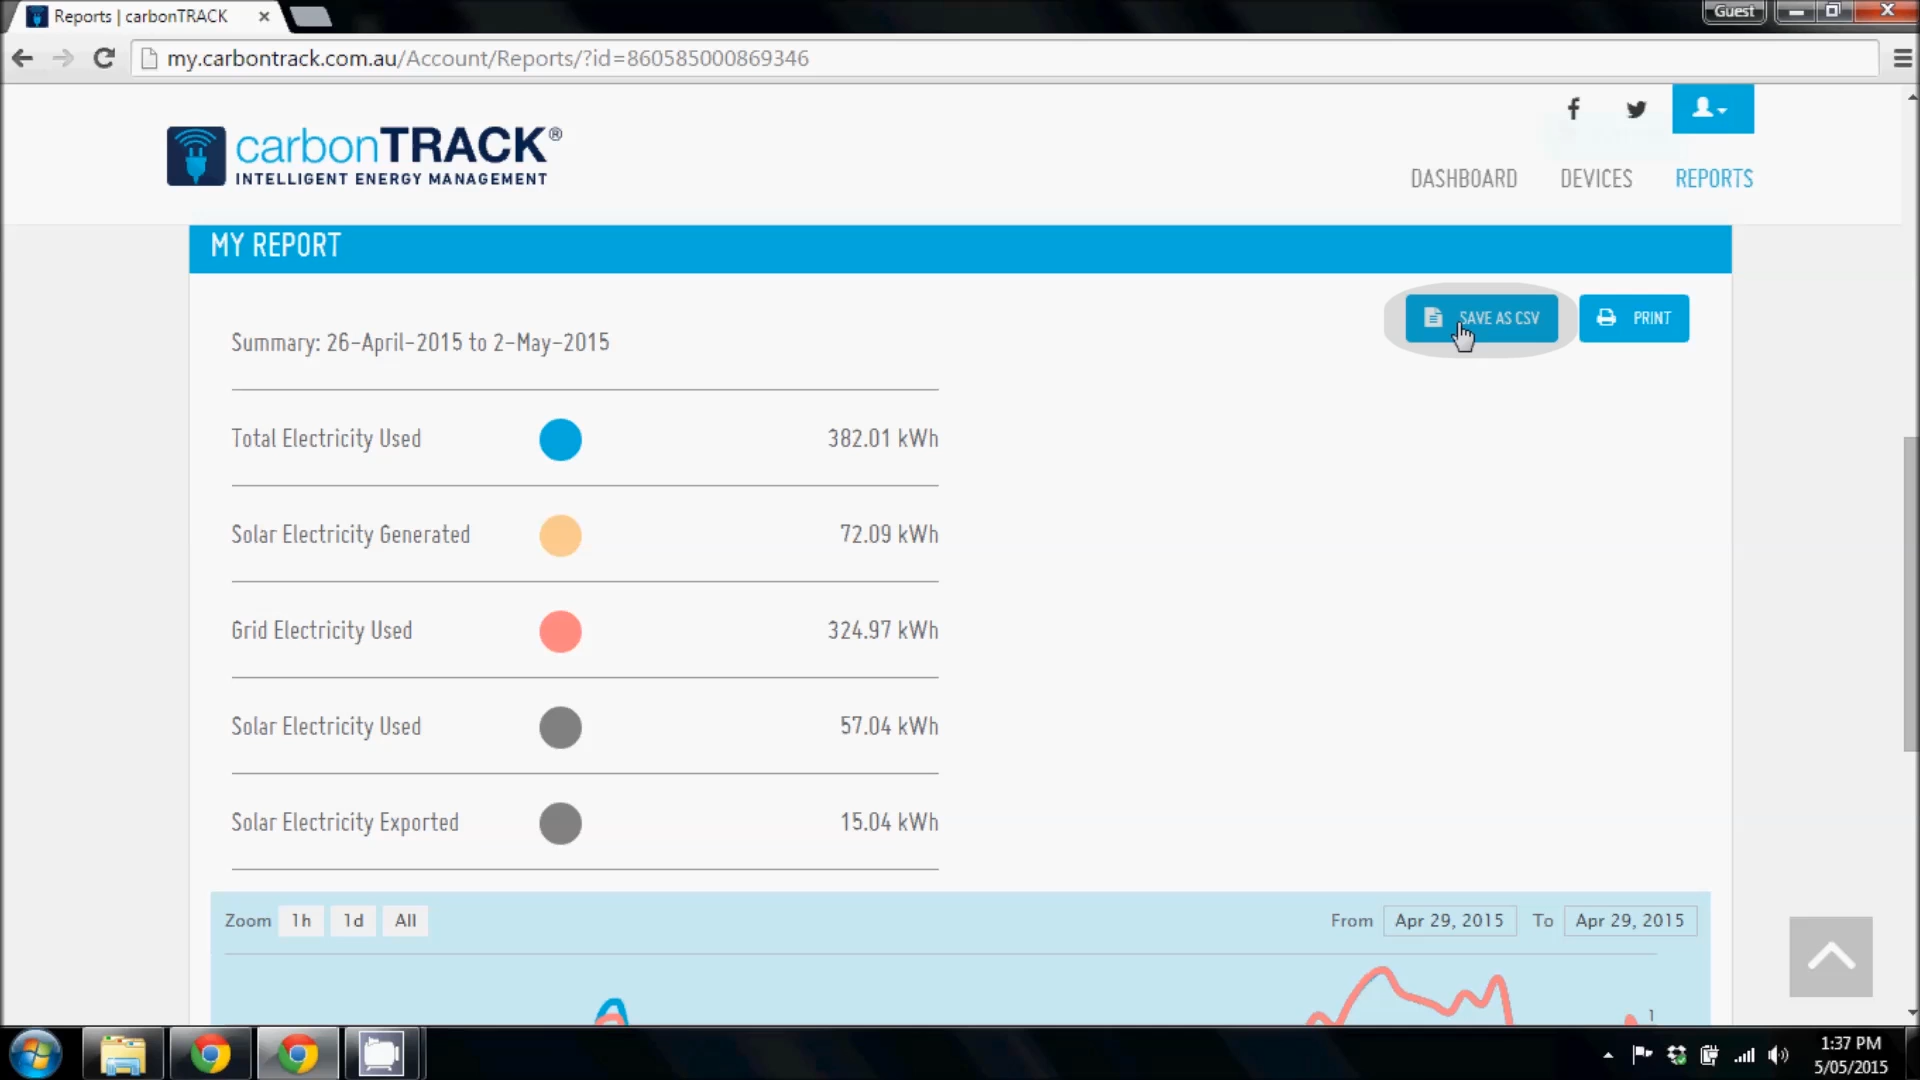 Reports | carbonTRACK
Guest
my.carbontrack.com.au/Account/Reports/?id=860585000869346
carbonTRACK®
INTELLIGENT ENERGY MANAGEMENT
DASHBOARD DEVICES REPORTS
MY REPORT
SAVE AS CSV PRINT
Summary: 26-April-2015 to 2-May-2015
Total Electricity Used 382.01 kWh
Solar Electricity Generated 72.09 kWh
Grid Electricity Used 324.97 kWh
Solar Electricity Used 57.04 kWh
Solar Electricity Exported 15.04 kWh
Zoom 1h 1d All From Apr 29, 2015 To Apr 29, 2015
1
1:37 PM
5/05/2015